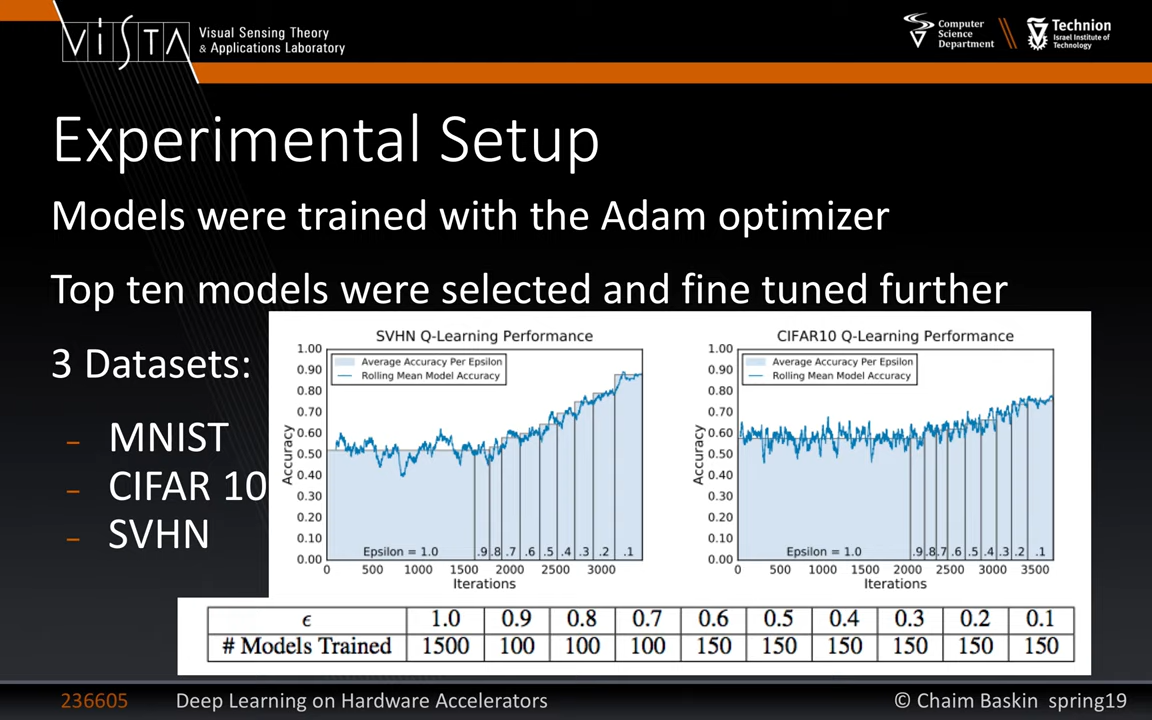 ViSTA
Visual Sensing Theory
& Applications Laboratory
Computer
Science
Department
Technion
Israel Institute of
Technology
Experimental Setup
Models were trained with the Adam optimizer
Top ten models were selected and fine tuned further
3 Datasets:
– MNIST
– CIFAR 10
– SVHN
SVHN Q-Learning Performance
Average Accuracy Per Epsilon
Rolling Mean Model Accuracy
Accuracy
1.00
0.90
0.80
0.70
0.60
0.50
0.40
0.30
0.20
0.10
0.00
Epsilon = 1.0 .9 .8 .7 .6 .5 .4 .3 .2 .1
0 500 1000 1500 2000 2500 3000
Iterations
CIFAR10 Q-Learning Performance
Average Accuracy Per Epsilon
Rolling Mean Model Accuracy
Accuracy
1.00
0.90
0.80
0.70
0.60
0.50
0.40
0.30
0.20
0.10
0.00
Epsilon = 1.0 .9 .8 .7 .6 .5 .4 .3 .2 .1
0 500 1000 1500 2000 2500 3000 3500
Iterations
ϵ 1.0 0.9 0.8 0.7 0.6 0.5 0.4 0.3 0.2 0.1
# Models Trained 1500 100 100 100 150 150 150 150 150 150
236605 Deep Learning on Hardware Accelerators © Chaim Baskin spring19